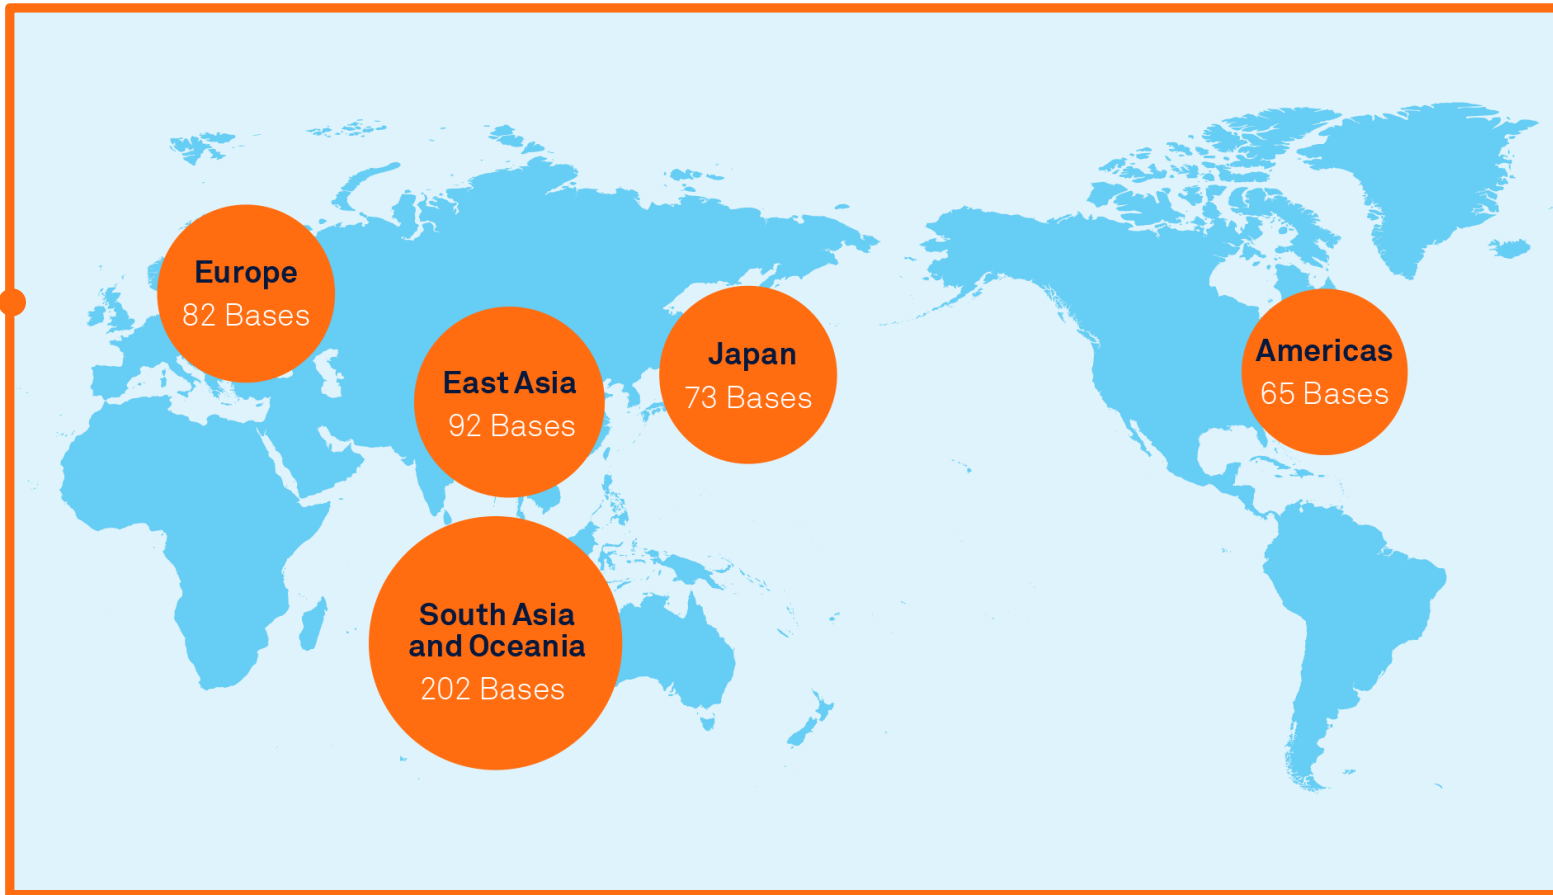 Europe
82 Bases
East Asia
92 Bases
Japan
73 Bases
Americas
65 Bases
South Asia
and Oceania
202 Bases